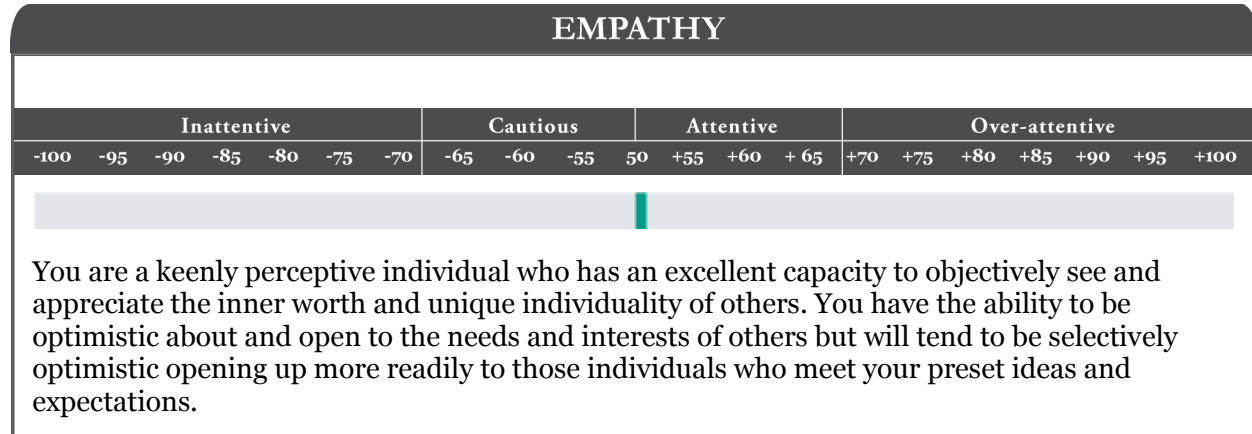 EMPATHY
Inattentive Cautious Attentive Over-attentive
-100 -95 -90 -85 -80 -75 -70 -65 -60 -55 50 +55 +60 + 65 +70 +75 +80 +85 +90 +95 +100
You are a keenly perceptive individual who has an excellent capacity to objectively see and
appreciate the inner worth and unique individuality of others. You have the ability to be
optimistic about and open to the needs and interests of others but will tend to be selectively
optimistic opening up more readily to those individuals who meet your preset ideas and
expectations.